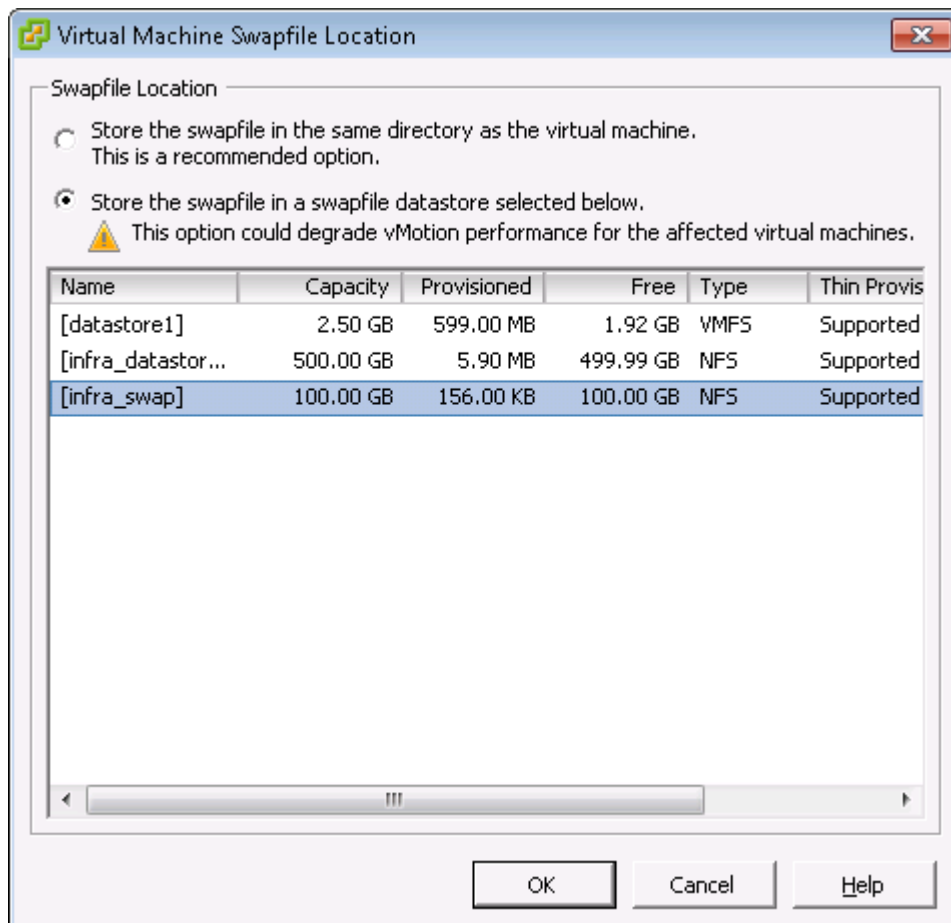 Virtual Machine Swapfile Location
Swapfile Location
Store the swapfile in the same directory as the virtual machine.
This is a recommended option.
Store the swapfile in a swapfile datastore selected below.
This option could degrade vMotion performance for the affected virtual machines.
Name Capacity Provisioned Free Type Thin Provis
[datastore1] 2.50 GB 599.00 MB 1.92 GB VMFS Supported
[infra_datastor... 500.00 GB 5.90 MB 499.99 GB NFS Supported
[infra_swap] 100.00 GB 156.00 KB 100.00 GB NFS Supported
OK Cancel Help